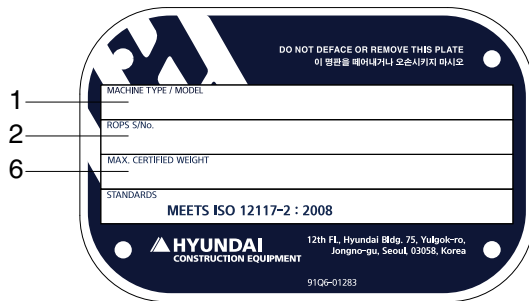 DO NOT DEFACE OR REMOVE THIS PLATE
이 명판을 떼어내거나 오손시키지 마시오
1
MACHINE TYPE / MODEL
2
ROPS S/No.
6
MAX. CERTIFIED WEIGHT
STANDARDS
MEETS ISO 12117-2 : 2008
HYUNDAI
CONSTRUCTION EQUIPMENT
12th Fl., Hyundai Bldg. 75, Yulgok-ro,
Jongno-gu, Seoul, 03058, Korea
91Q6-01283